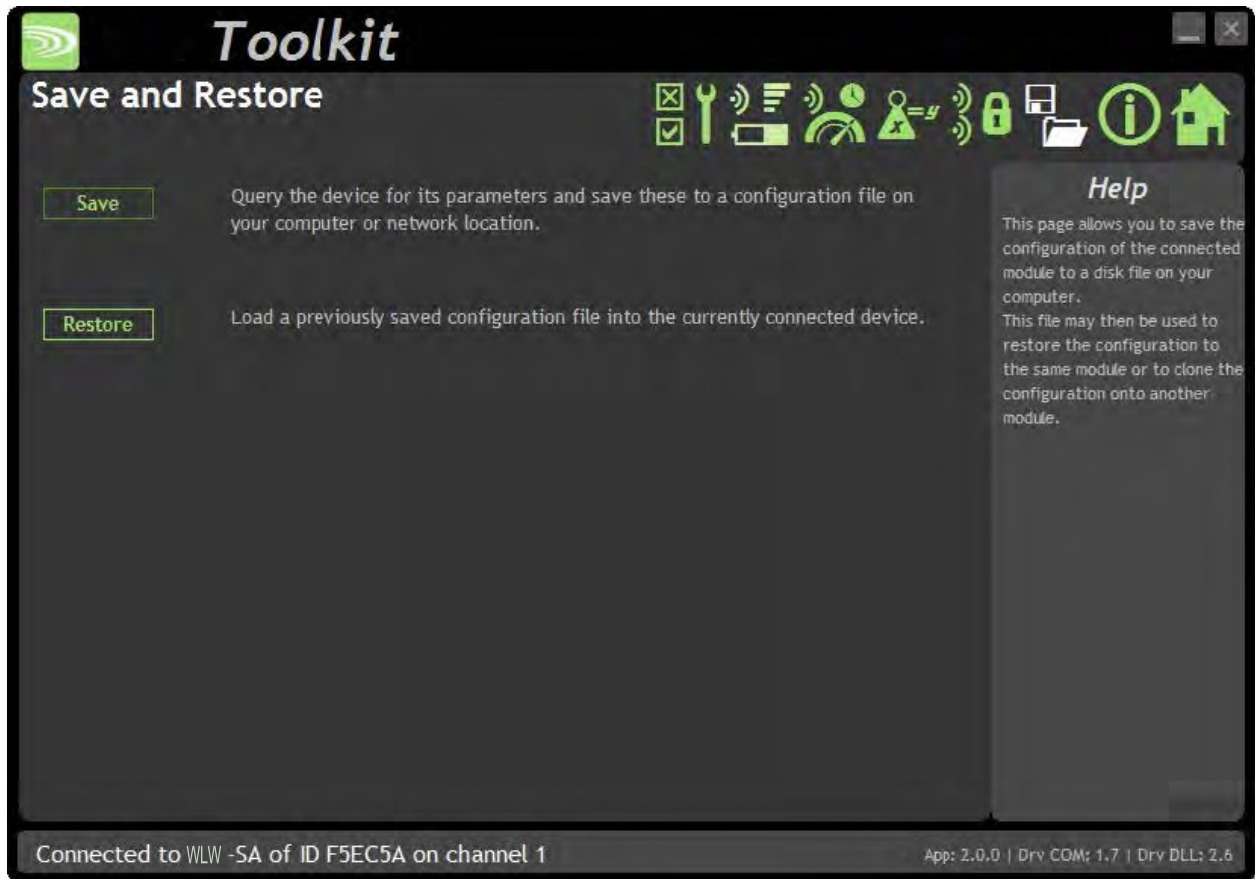 Toolkit
Save and Restore
x=y
Save
Query the device for its parameters and save these to a configuration file on
your computer or network location.
Restore
Load a previously saved configuration file into the currently connected device.
Help
This page allows you to save the
configuration of the connected
module to a disk file on your
computer.
This file may then be used to
restore the configuration to
the same module or to clone the
configuration onto another
module.
Connected to WLW -SA of ID F5EC5A on channel 1
App: 2.0.0 | Drv COM: 1.7 | Drv DLL: 2.6